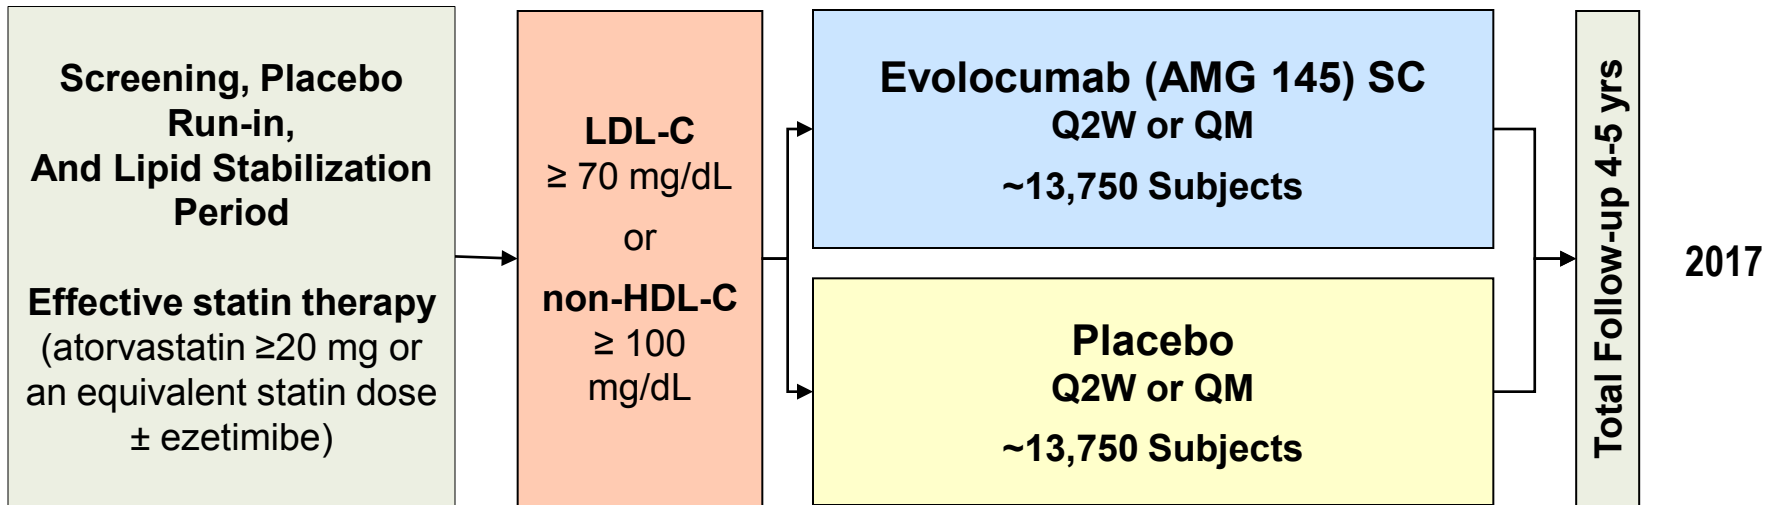 Screening, Placebo
Run-in,
And Lipid Stabilization
Period
Effective statin therapy
(atorvastatin ≥20 mg or
an equivalent statin dose
± ezetimibe)
LDL-C
≥ 70 mg/dL
or
non-HDL-C
≥ 100
mg/dL
Evolocumab (AMG 145) SC
Q2W or QM
~13,750 Subjects
Placebo
Q2W or QM
~13,750 Subjects
Total Follow-up 4-5 yrs
2017